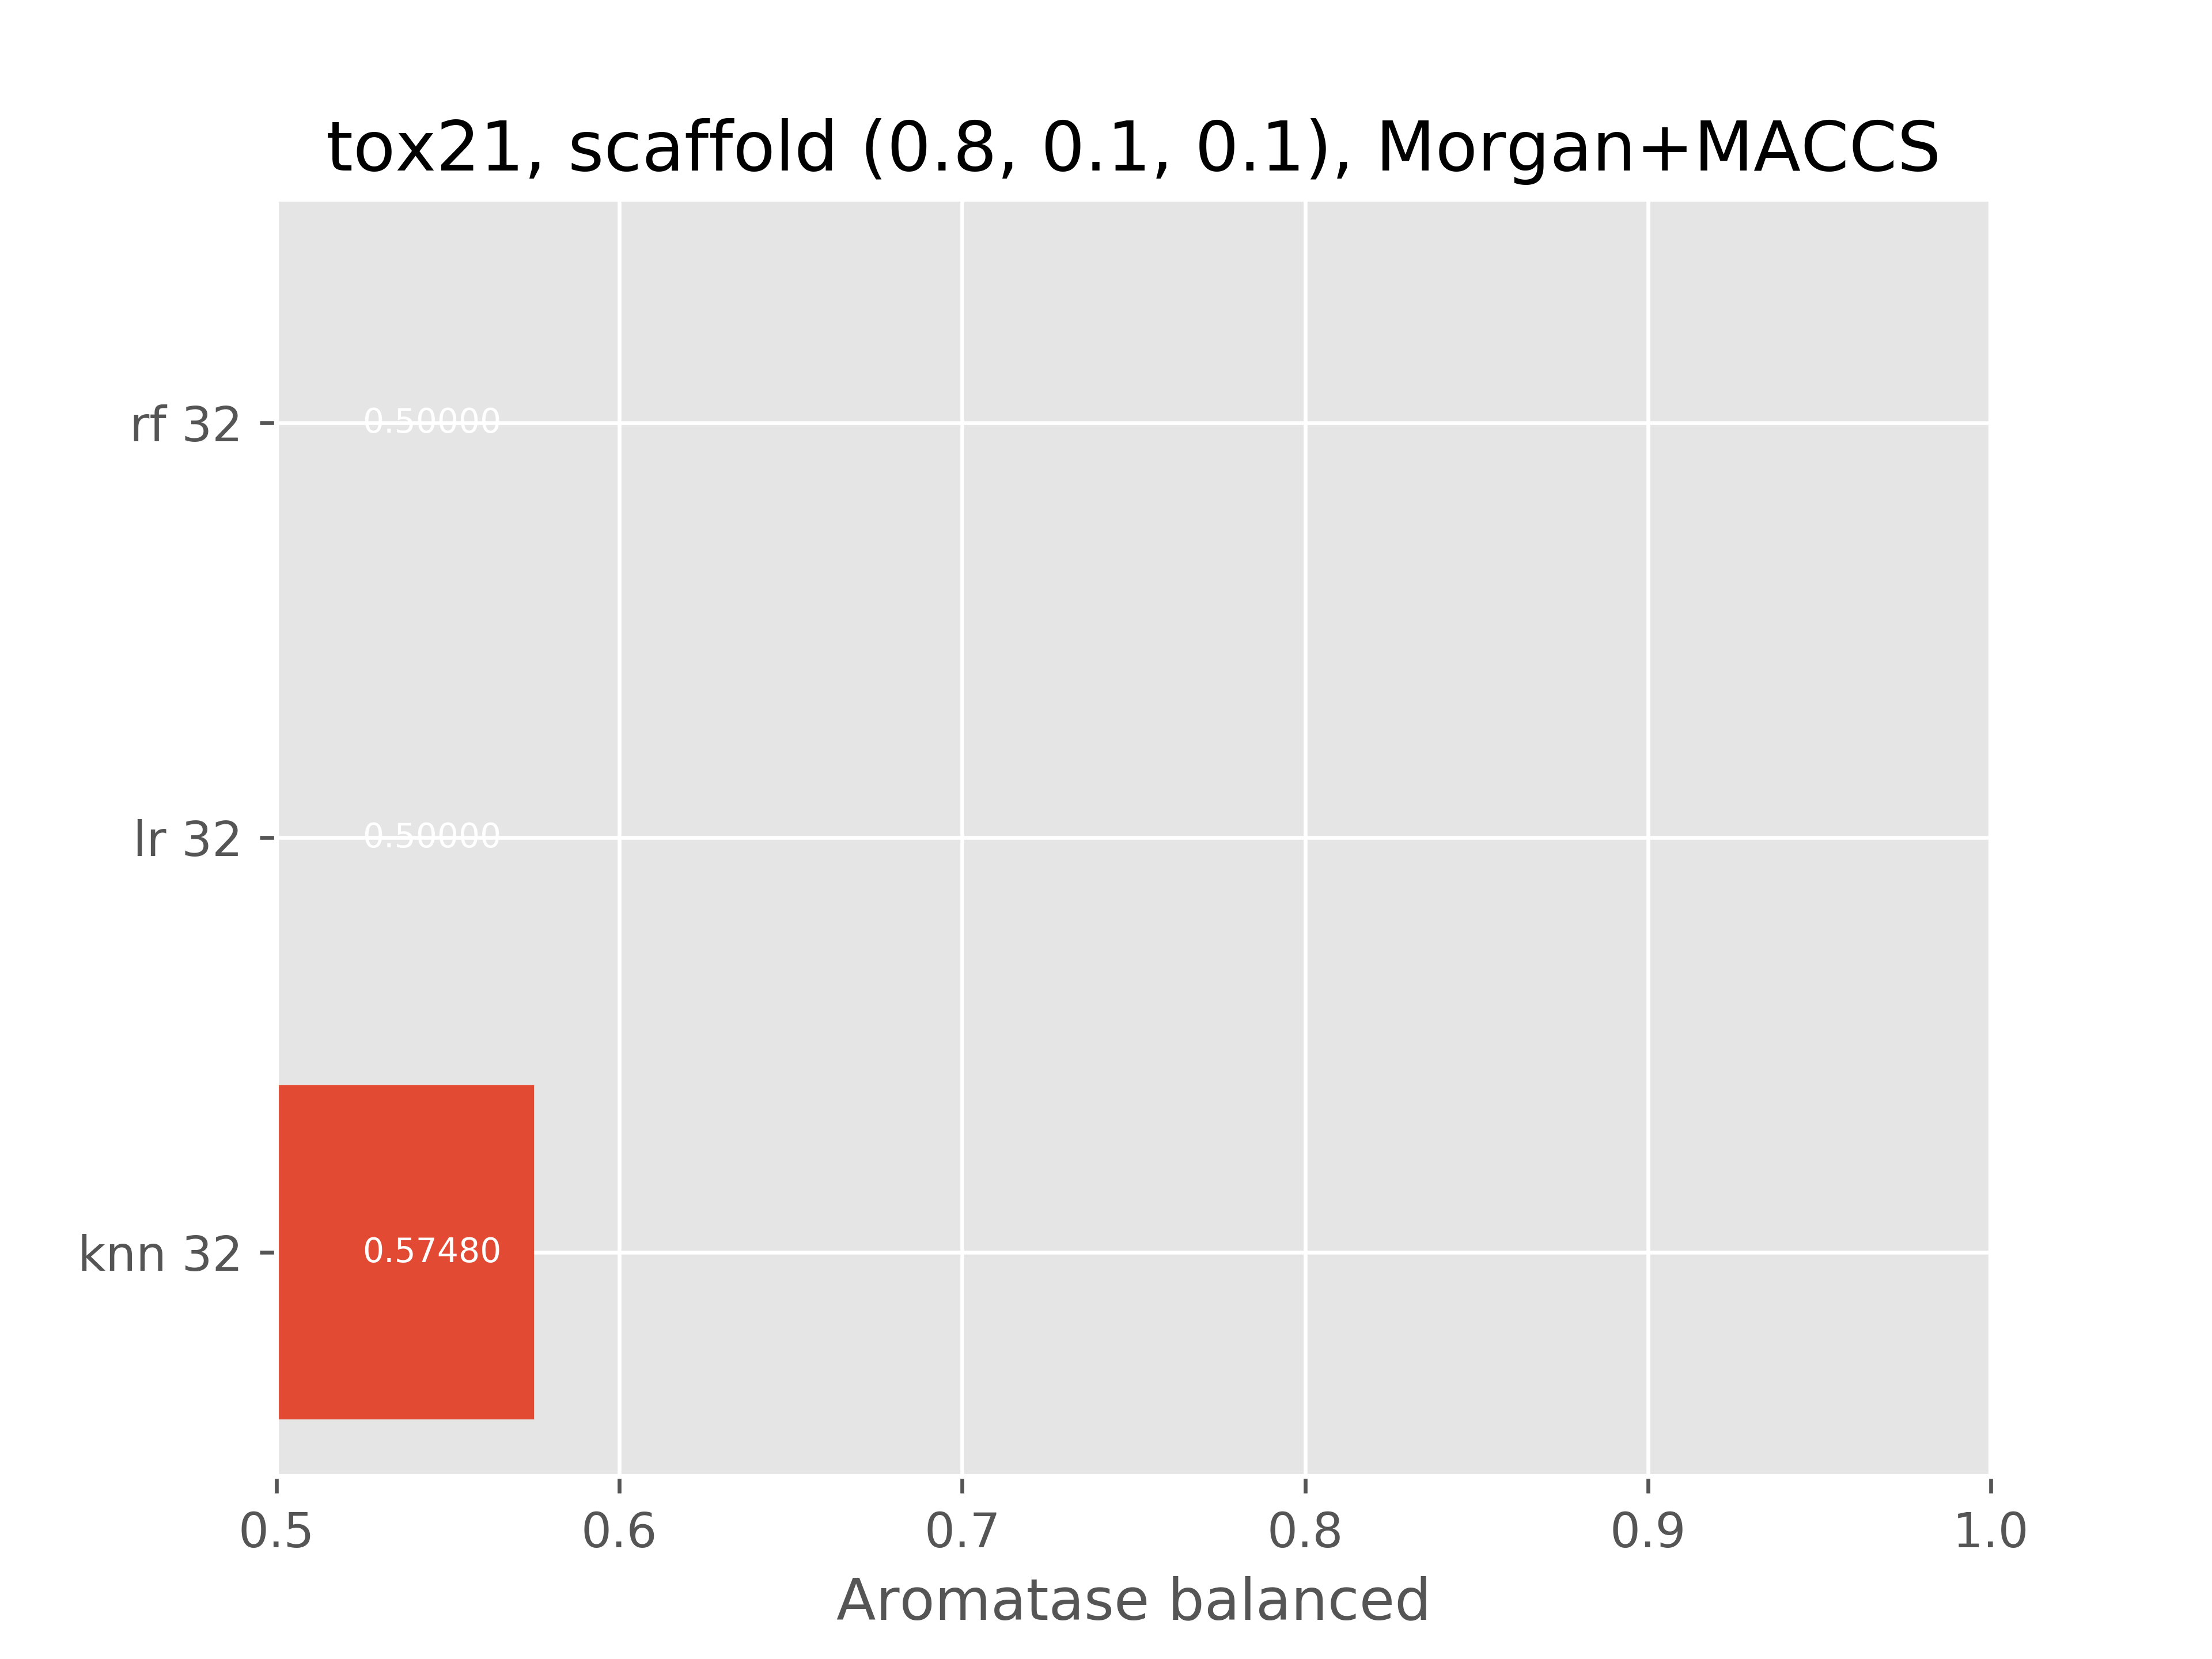 tox21, scaffold (0.8, 0.1, 0.1), Morgan+MACCS
rf 32
0.50000
lr 32
0.50000
knn 32
0.57480
0.5 0.6 0.7 0.8 0.9 1.0
Aromatase balanced